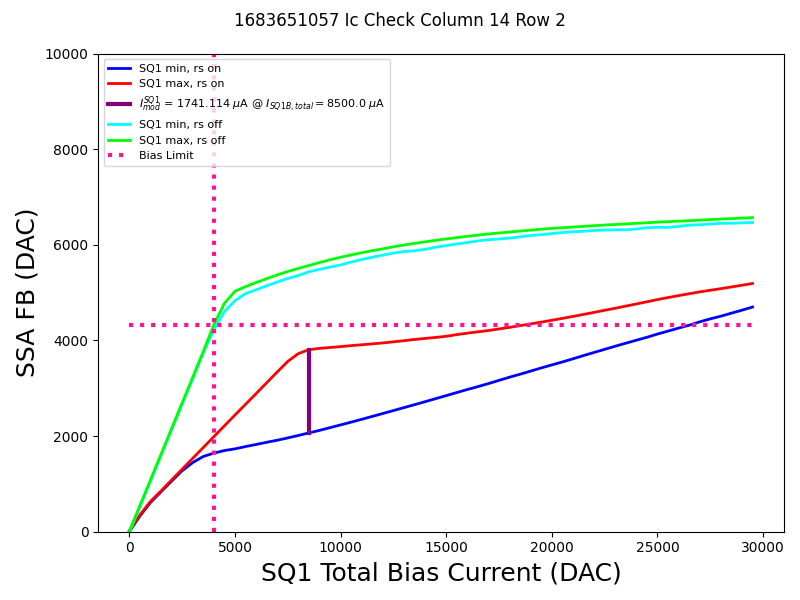 1683651057 Ic Check Column 14 Row 2
10000
8000
6000
4000
2000
0
SSA FB (DAC)
SQ1 min, rs on
SQ1 max, rs on
I_{mod}^{SQ1} = 1741.114 μA @ I_{SQ1B,total} = 8500.0 μA
SQ1 min, rs off
SQ1 max, rs off
Bias Limit
0 5000 10000 15000 20000 25000 30000
SQ1 Total Bias Current (DAC)